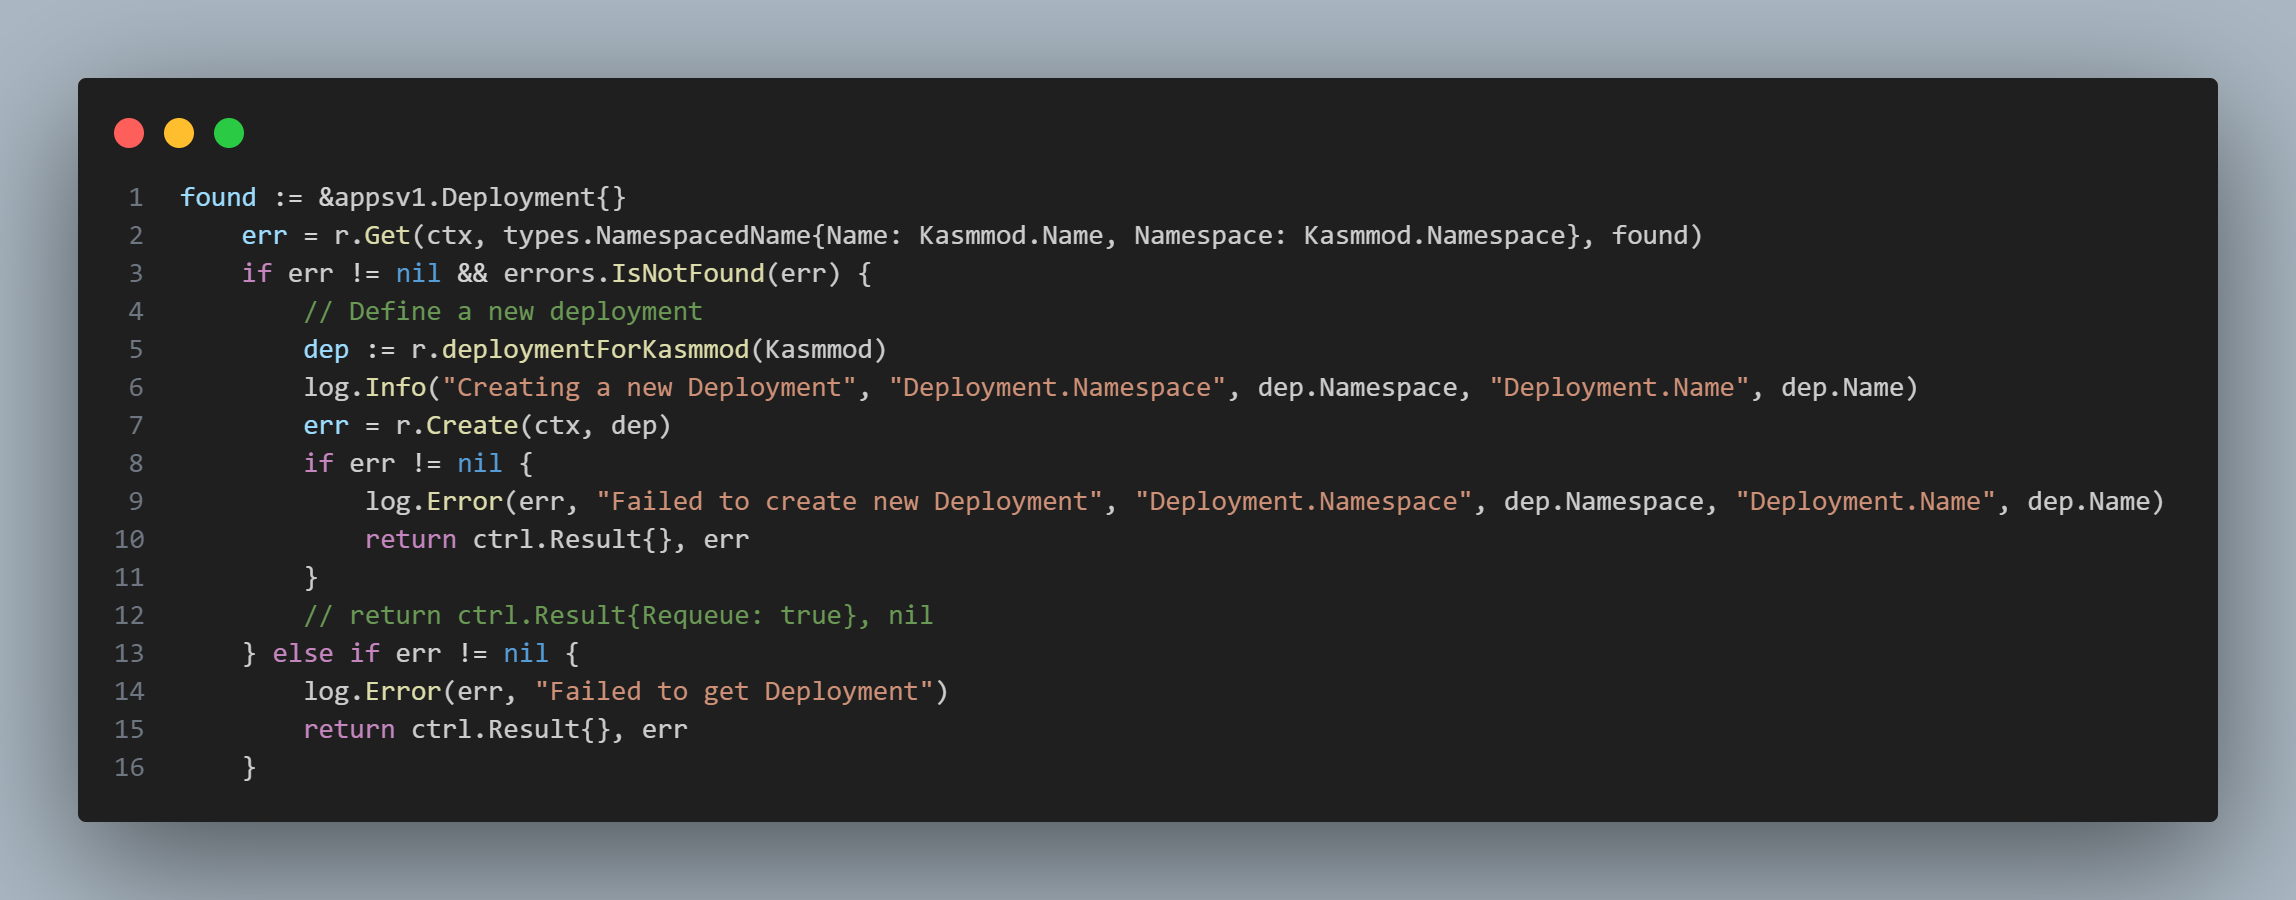 1 found := &appsv1.Deployment{}
2     err = r.Get(ctx, types.NamespacedName{Name: Kasmmod.Name, Namespace: Kasmmod.Namespace}, found)
3     if err != nil && errors.IsNotFound(err) {
4         // Define a new deployment
5         dep := r.deploymentForKasmmod(Kasmmod)
6         log.Info("Creating a new Deployment", "Deployment.Namespace", dep.Namespace, "Deployment.Name", dep.Name)
7         err = r.Create(ctx, dep)
8         if err != nil {
9             log.Error(err, "Failed to create new Deployment", "Deployment.Namespace", dep.Namespace, "Deployment.Name", dep.Name)
10             return ctrl.Result{}, err
11         }
12         // return ctrl.Result{Requeue: true}, nil
13     } else if err != nil {
14         log.Error(err, "Failed to get Deployment")
15         return ctrl.Result{}, err
16     }